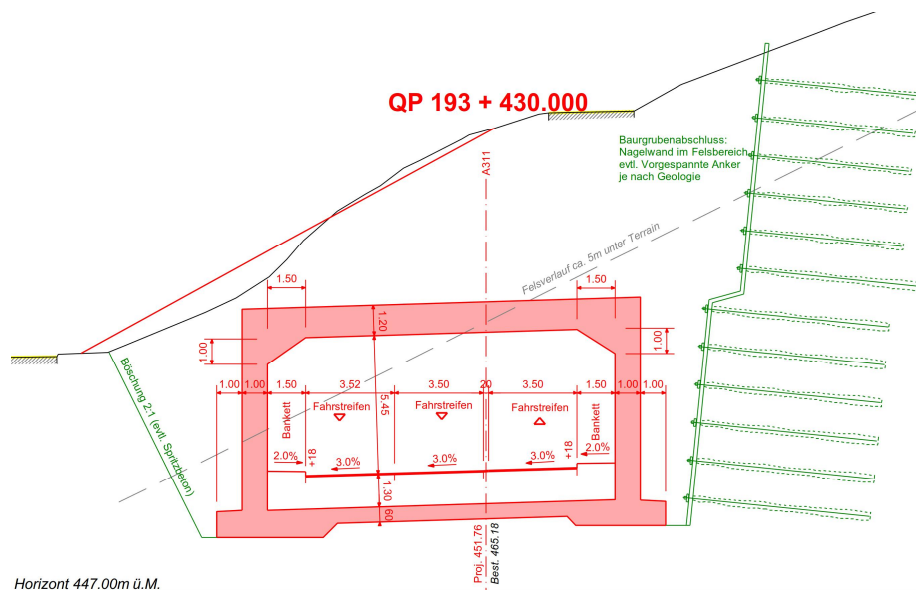 QP 193 + 430.000
A311
Baurgrubenabschluss:
Nagelwand im Felsbereich
evtl. Vorgespannte Anker
je nach Geologie
Felsverlauf ca. 5m unter Terrain
1.50
1.50
1.20
1.00
1.00
Böschung 2:1 (evtl. Spritzberon)
1.00
1.00
1.50
3.52
3.50
20
3.50
1.50
1.00
1.00
5.45
Bankett
Fahrstreifen
Fahrstreifen
Fahrstreifen
Bankett
2.0%
+18
3.0%
3.0%
3.0%
+18
2.0%
1.30
60
Proj. 451.76
Best. 465.18
Horizont 447.00m ü.M.